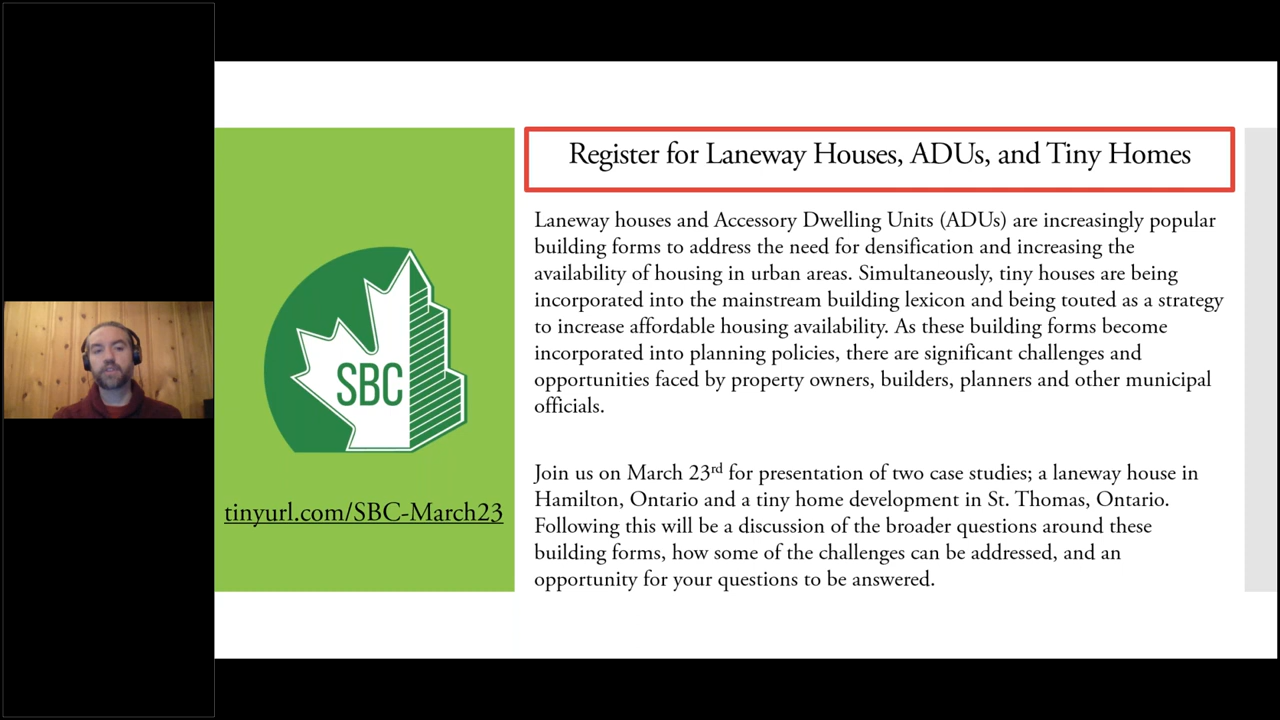 Register for Laneway Houses, ADUs, and Tiny Homes
Laneway houses and Accessory Dwelling Units (ADUs) are increasingly popular
building forms to address the need for densification and increasing the
availability of housing in urban areas. Simultaneously, tiny houses are being
incorporated into the mainstream building lexicon and being touted as a strategy
to increase affordable housing availability. As these building forms become
incorporated into planning policies, there are significant challenges and
opportunities faced by property owners, builders, planners and other municipal
officials.
Join us on March 23rd for presentation of two case studies; a laneway house in
Hamilton, Ontario and a tiny home development in St. Thomas, Ontario.
Following this will be a discussion of the broader questions around these
building forms, how some of the challenges can be addressed, and an
opportunity for your questions to be answered.
SBC
tinyurl.com/SBC-March23